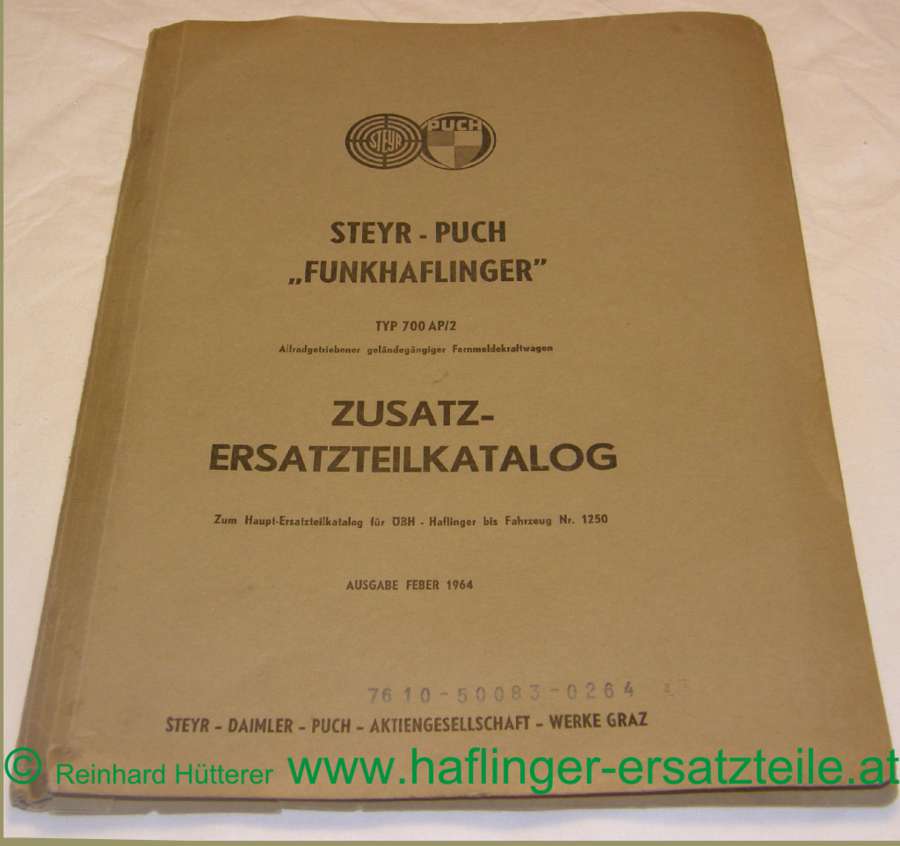 STEYR PUCH
STEYR - PUCH
„FUNKHAFLINGER”
TYP 700 AP/2
Allradgetriebener geländegängiger Fernmeldekraftwagen
ZUSATZ-
ERSATZTEILKATALOG
Zum Haupt-Ersatzteilkatalog für ÖBH - Haflinger bis Fahrzeug Nr. 1250
AUSGABE FEBER 1964
7610-50083-0264
STEYR - DAIMLER - PUCH - AKTIENGESELLSCHAFT - WERKE GRAZ
© Reinhard Hütterer www.haflinger-ersatzteile.at